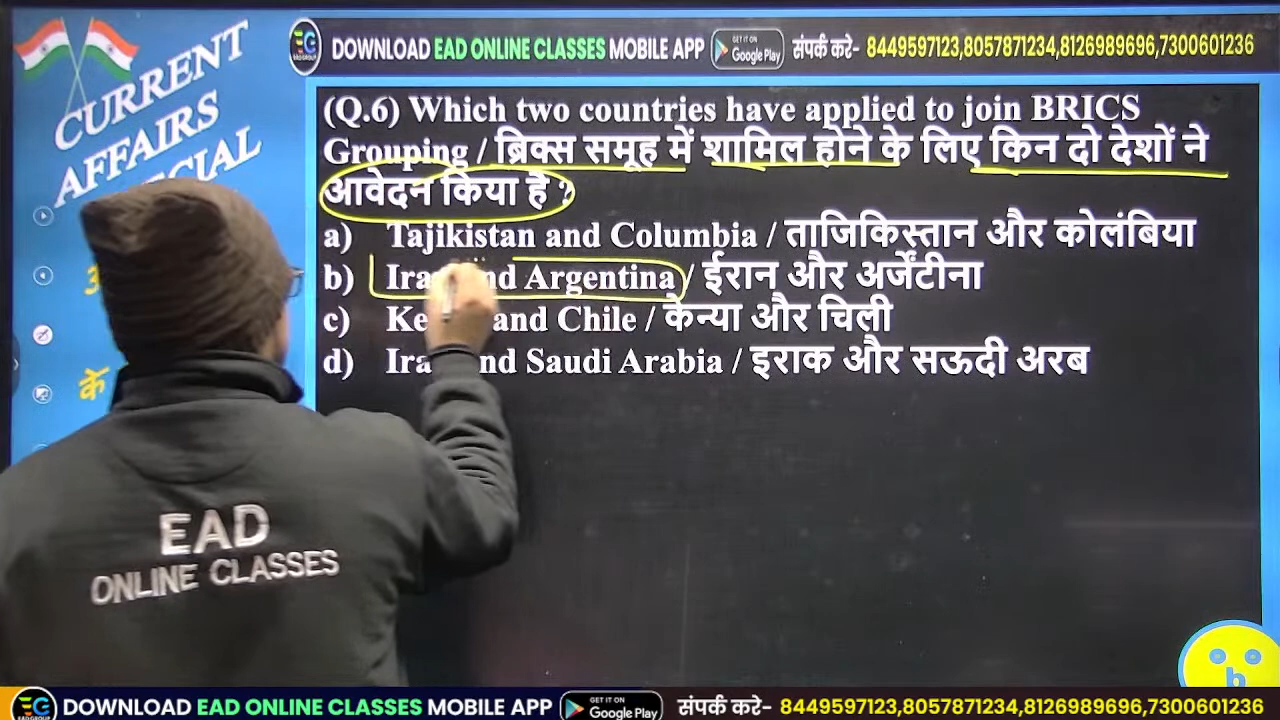 CURRENT
AFFAIRS
DOWNLOAD EAD ONLINE CLASSES MOBILE APP GET IT ON Google Play संपर्क करे- 8449597123,8057871234,8126989696,7300601236
(Q.6) Which two countries have applied to join BRICS
Grouping / ब्रिक्स समूह में शामिल होने के लिए किन दो देशों ने
आवेदन किया है ?
a) Tajikistan and Columbia / ताजिकिस्तान और कोलंबिया
b) and Argentina / ईरान और अर्जेंटीना
c) and Chile / केन्या और चिली
d) and Saudi Arabia / इराक और सऊदी अरब
के
EAD
ONLINE CLASSES
b
DOWNLOAD EAD ONLINE CLASSES MOBILE APP GET IT ON Google Play संपर्क करे- 8449597123,8057871234,8126989696,7300601236